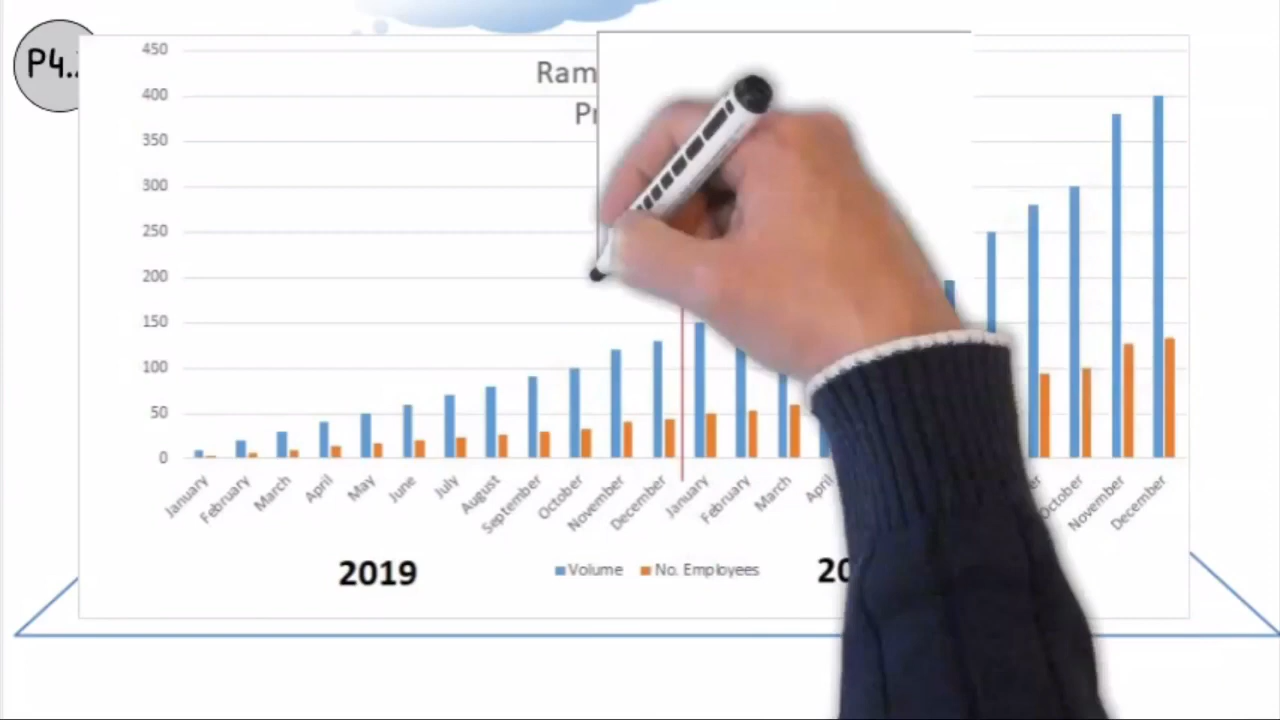 P4.
450
Ram
400
Pr
350
300
250
200
150
100
50
0
January February March April May June July August September October November December January February March April October November December
2019
Volume No. Employees
20